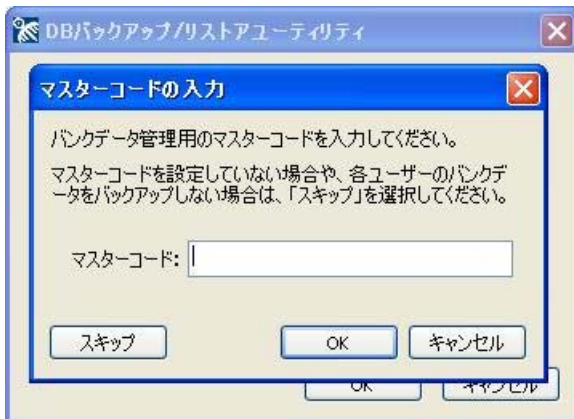 DBバックアップ/リストアユーティリティ
マスターコードの入力
バンクデータ管理用のマスターコードを入力してください。
マスターコードを設定していない場合や、各ユーザーのバンクデ
ータをバックアップしない場合は、「スキップ」を選択してください。
マスターコード:
スキップ
OK
キャンセル
OK
キャンセル